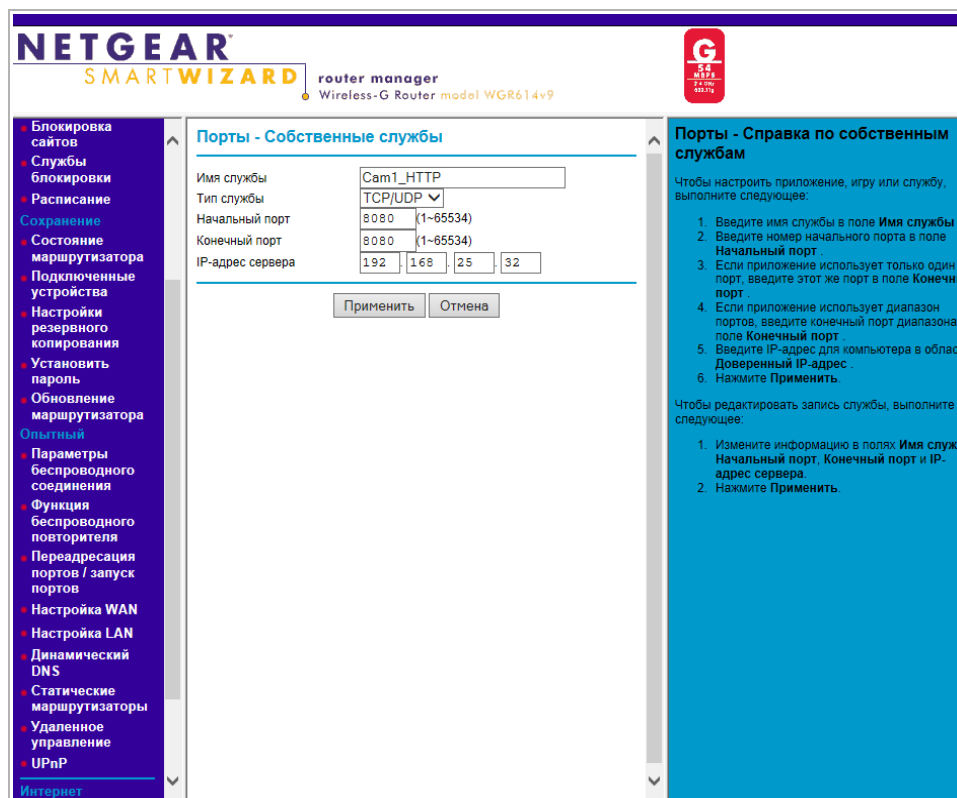 NETGEAR
SMARTWIZARD
router manager
Wireless-G Router model WGR614v9
G
54
MBPS
2.4 GHz
802.11g
Блокировка
сайтов
Службы
блокировки
Расписание
Сохранение
Состояние
маршрутизатора
Подключенные
устройства
Настройки
резервного
копирования
Установить
пароль
Обновление
маршрутизатора
Опытный
Параметры
беспроводного
соединения
Функция
беспроводного
повторителя
Переадресация
портов / запуск
портов
Настройка WAN
Настройка LAN
Динамический
DNS
Статические
маршрутизаторы
Удаленное
управление
UPnP
Интернет
Порты - Собственные службы
Имя службы Cam1_HTTP
Тип службы TCP/UDP
Начальный порт 8080 (1~65534)
Конечный порт 8080 (1~65534)
IP-адрес сервера 192 . 168 . 25 . 32
Применить Отмена
Порты - Справка по собственным
службам
Чтобы настроить приложение, игру или службу,
выполните следующее:
1. Введите имя службы в поле Имя службы
2. Введите номер начального порта в поле
Начальный порт .
3. Если приложение использует только один
порт, введите этот же порт в поле Конечн
порт .
4. Если приложение использует диапазон
портов, введите конечный порт диапазона
поле Конечный порт .
5. Введите IP-адрес для компьютера в облас
Доверенный IP-адрес .
6. Нажмите Применить.
Чтобы редактировать запись службы, выполните
следующее:
1. Измените информацию в полях Имя служ
Начальный порт, Конечный порт и IP-
адрес сервера.
2. Нажмите Применить.